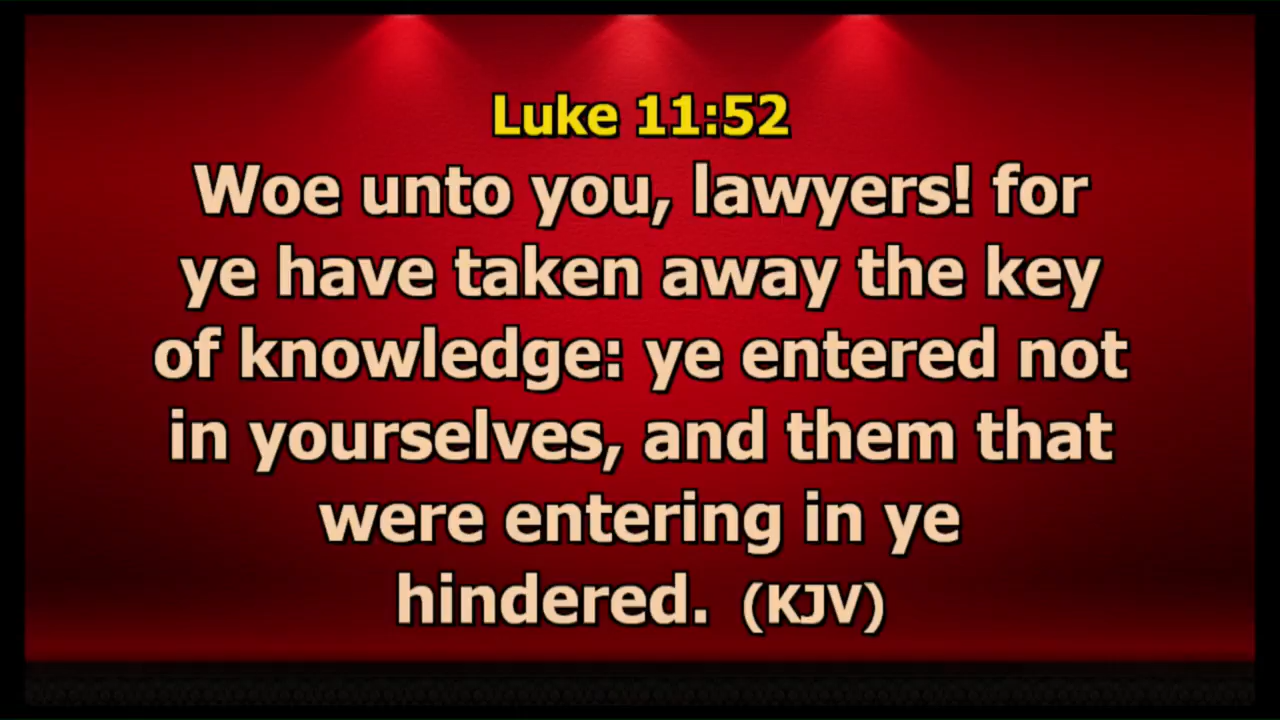 Luke 11:52
Woe unto you, lawyers! for
ye have taken away the key
of knowledge: ye entered not
in yourselves, and them that
were entering in ye
hindered. (KJV)